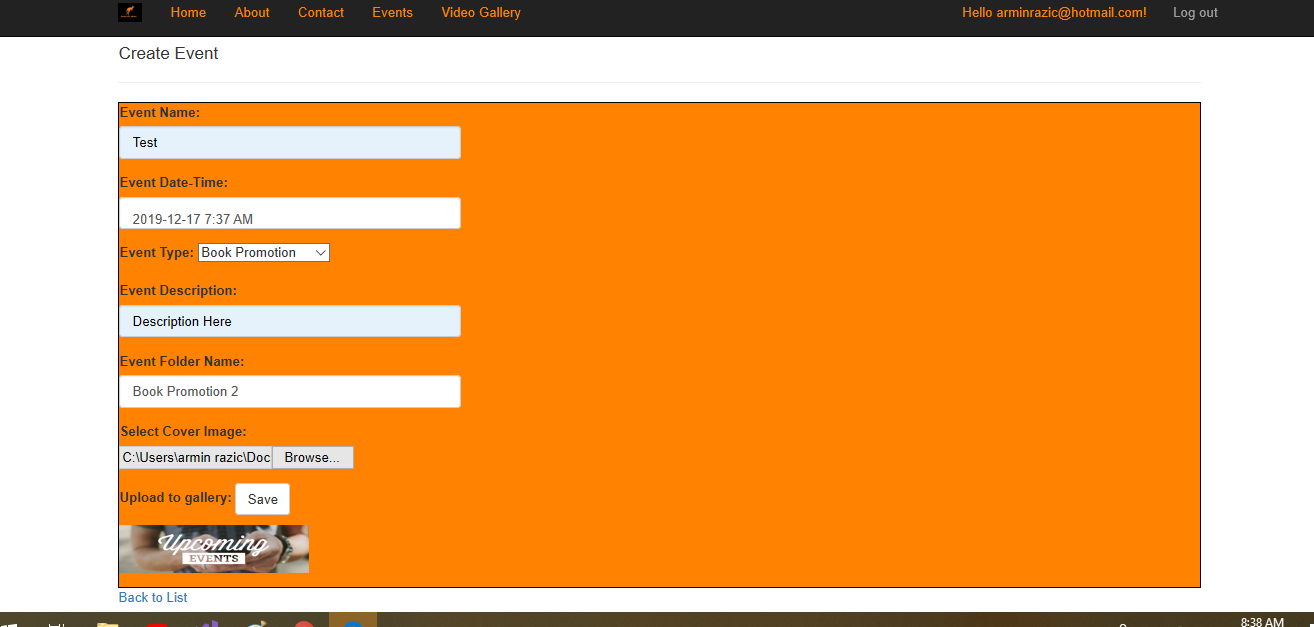 Home About Contact Events Video Gallery Hello arminrazic@hotmail.com! Log out
Create Event
Event Name:
Test
Event Date-Time:
2019-12-17 7:37 AM
Event Type: Book Promotion
Event Description:
Description Here
Event Folder Name:
Book Promotion 2
Select Cover Image:
C:\Users\armin razic\Doc Browse...
Upload to gallery: Save
Upcoming
EVENTS
Back to List
8:38 AM